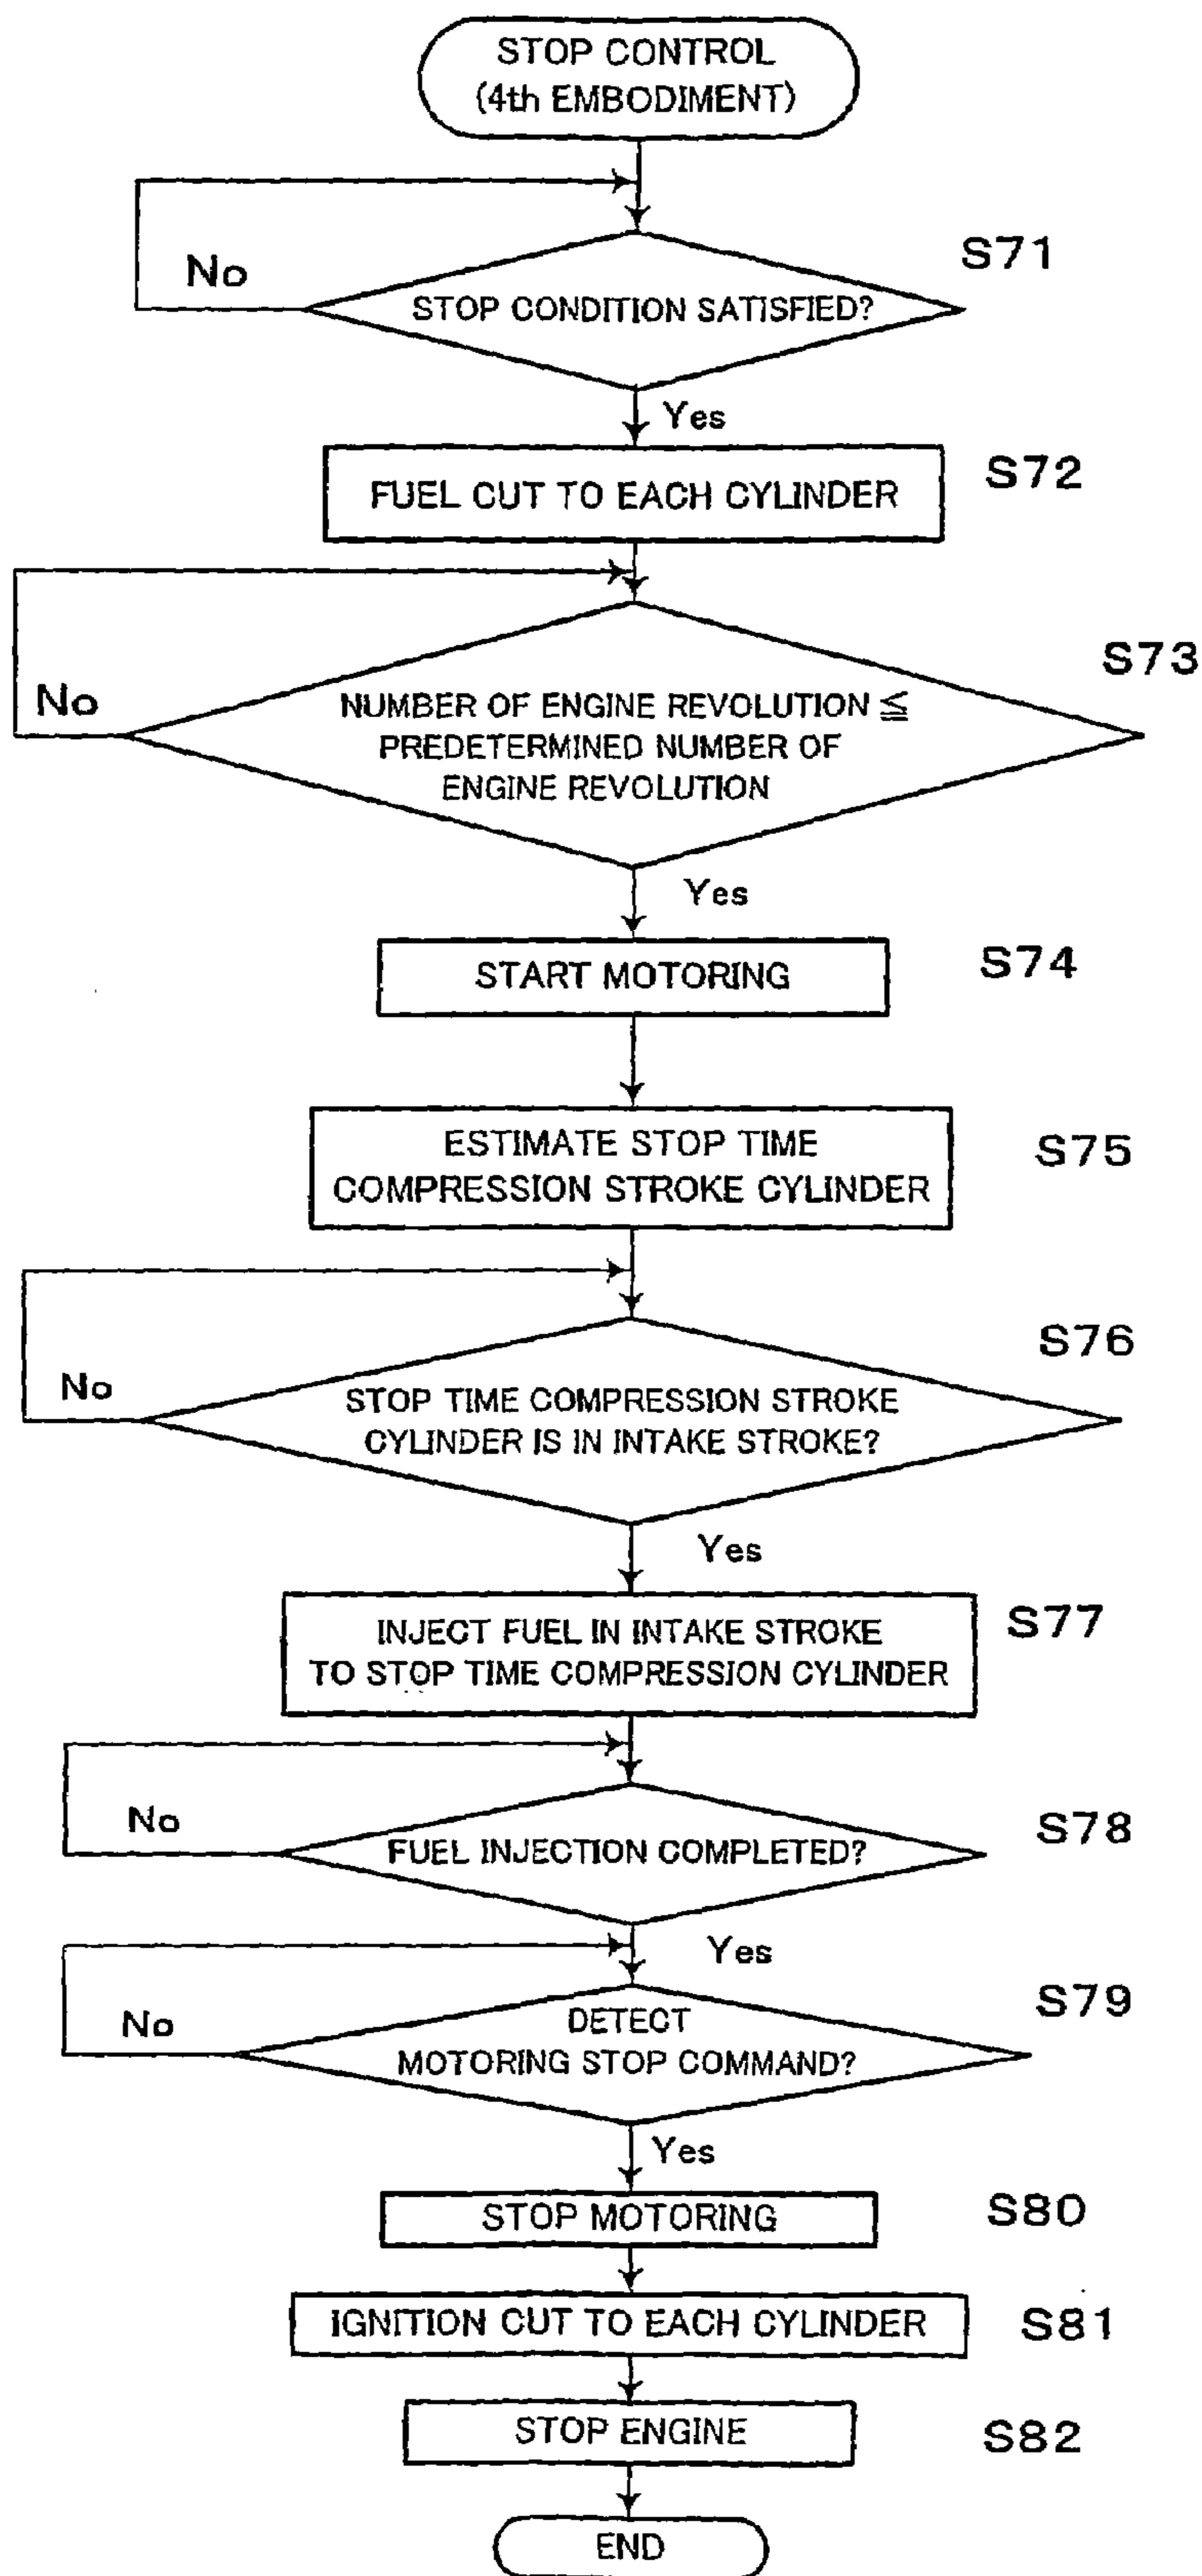 STOP CONTROL
(4th EMBODIMENT)
No
S71
STOP CONDITION SATISFIED?
Yes
S72
FUEL CUT TO EACH CYLINDER
S73
No
NUMBER OF ENGINE REVOLUTION ≦
PREDETERMINED NUMBER OF
ENGINE REVOLUTION
Yes
S74
START MOTORING
S75
ESTIMATE STOP TIME
COMPRESSION STROKE CYLINDER
S76
No
STOP TIME COMPRESSION STROKE
CYLINDER IS IN INTAKE STROKE?
Yes
S77
INJECT FUEL IN INTAKE STROKE
TO STOP TIME COMPRESSION CYLINDER
No
S78
FUEL INJECTION COMPLETED?
Yes
S79
No
DETECT
MOTORING STOP COMMAND?
Yes
STOP MOTORING
S80
IGNITION CUT TO EACH CYLINDER
S81
STOP ENGINE
S82
END